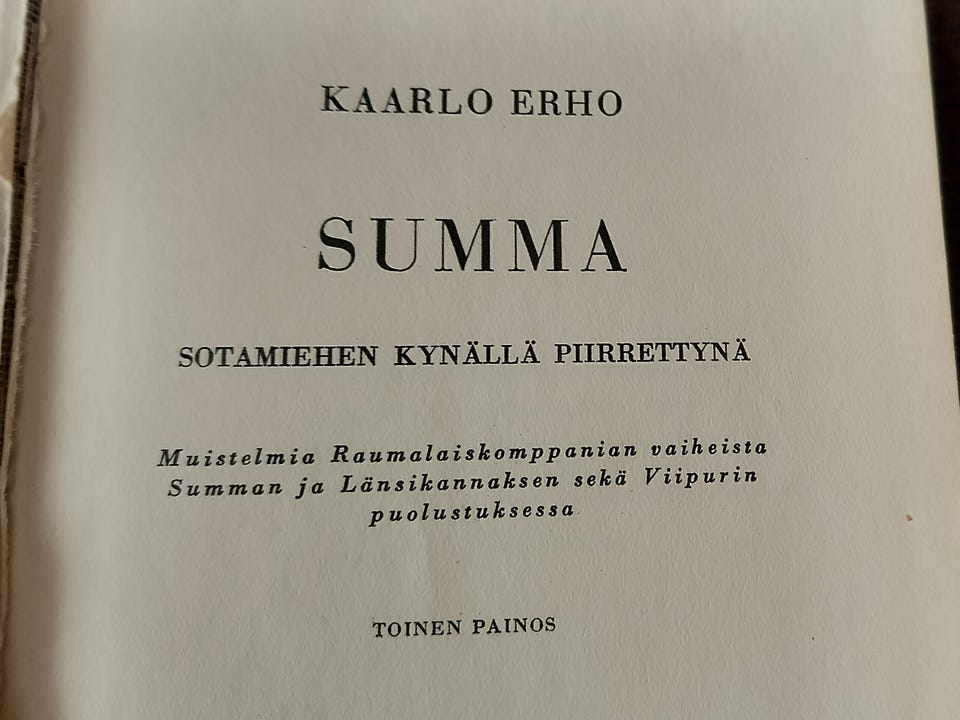 KAARLO ERHO
SUMMA
SOTAMIEHEN KYNÄLLÄ PIIRRETTYNÄ
Muistelmia Raumalaiskomppanian vaiheista
Summan ja Länsikannaksen sekä Viipurin
puolustuksessa
TOINEN PAINOS